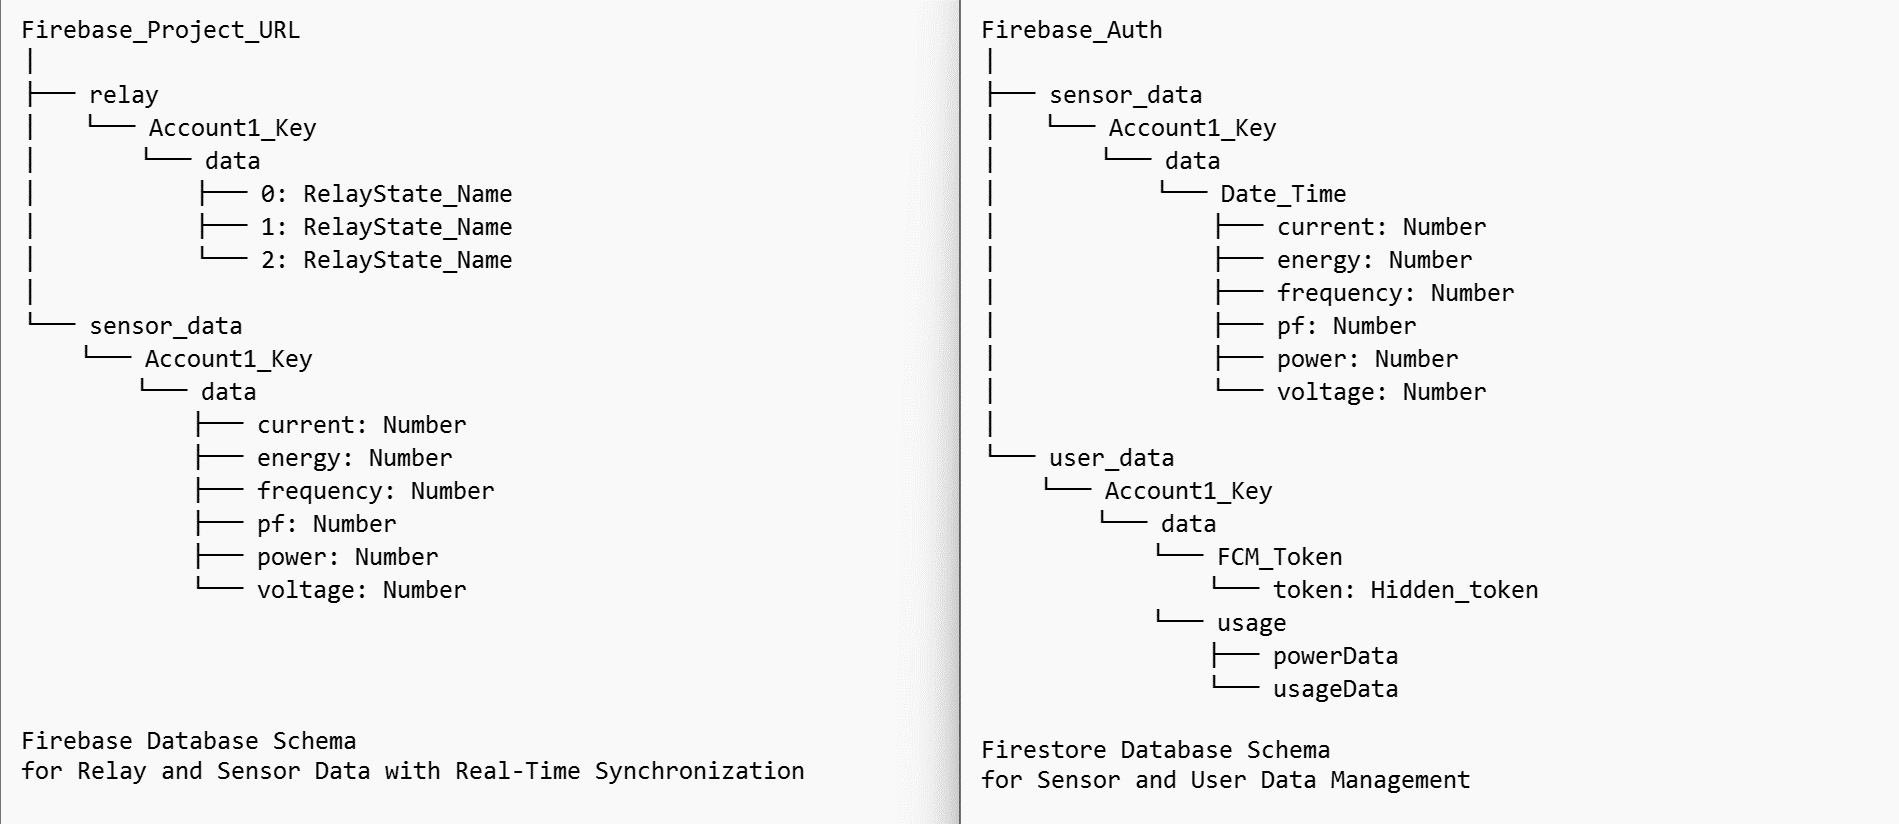 Firebase_Project_URL
│
├── relay
│   └── Account1_Key
│       └── data
│           ├── 0: RelayState_Name
│           ├── 1: RelayState_Name
│           └── 2: RelayState_Name
│
└── sensor_data
    └── Account1_Key
        └── data
            ├── current: Number
            ├── energy: Number
            ├── frequency: Number
            ├── pf: Number
            ├── power: Number
            └── voltage: Number
Firebase Database Schema
for Relay and Sensor Data with Real-Time Synchronization
Firebase_Auth
│
├── sensor_data
│   └── Account1_Key
│       └── data
│           └── Date_Time
│               ├── current: Number
│               ├── energy: Number
│               ├── frequency: Number
│               ├── pf: Number
│               ├── power: Number
│               └── voltage: Number
│
└── user_data
    └── Account1_Key
        └── data
            └── FCM_Token
                └── token: Hidden_token
            └── usage
                ├── powerData
                └── usageData
Firestore Database Schema
for Sensor and User Data Management